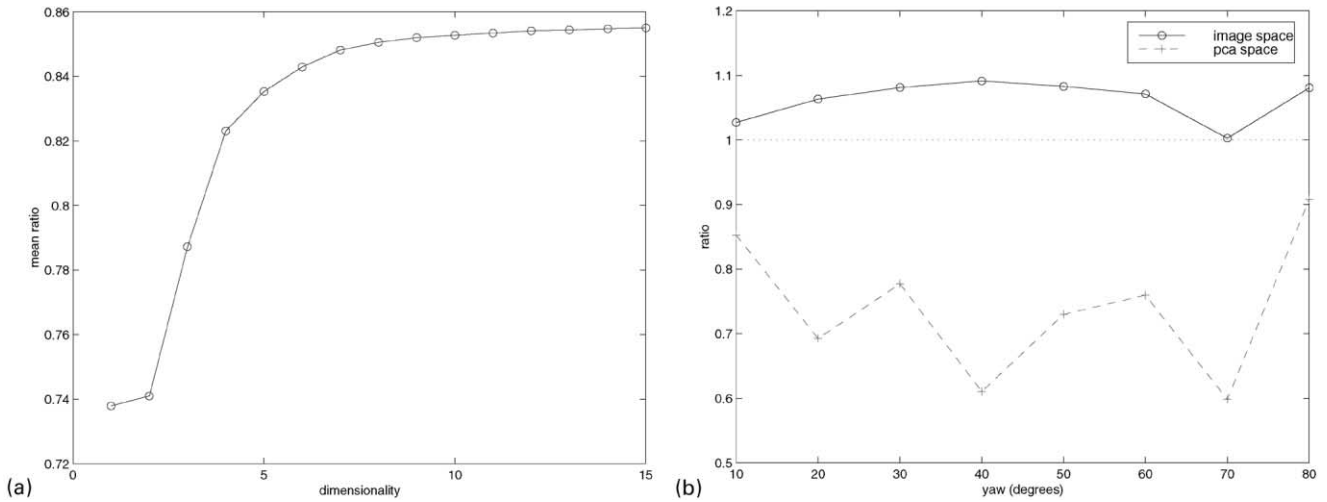 0.86
0.84
0.82
0.8
0.78
0.76
0.74
0.72
mean ratio
0 5 10 15
dimensionality
(a)
1.2
1.1
1
0.9
0.8
0.7
0.6
0.5
ratio
image space
pca space
10 20 30 40 50 60 70 80
yaw (degrees)
(b)